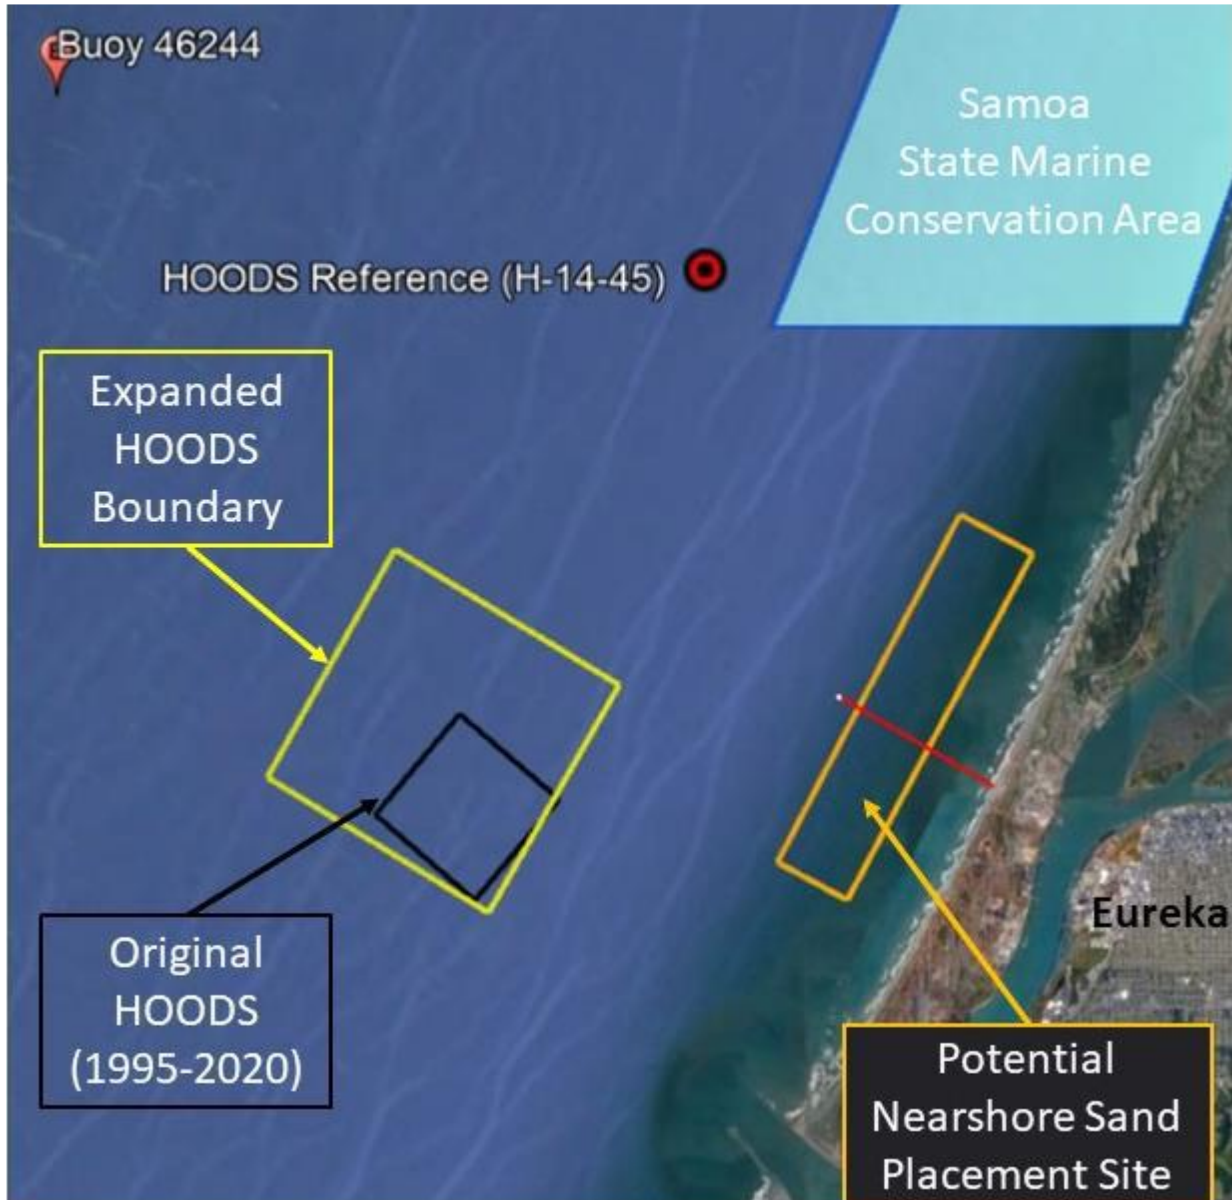 Buoy 46244
Samoa
State Marine
Conservation Area
HOODS Reference (H-14-45)
Expanded
HOODS
Boundary
Eureka
Original
HOODS
(1995-2020)
Potential
Nearshore Sand
Placement Site